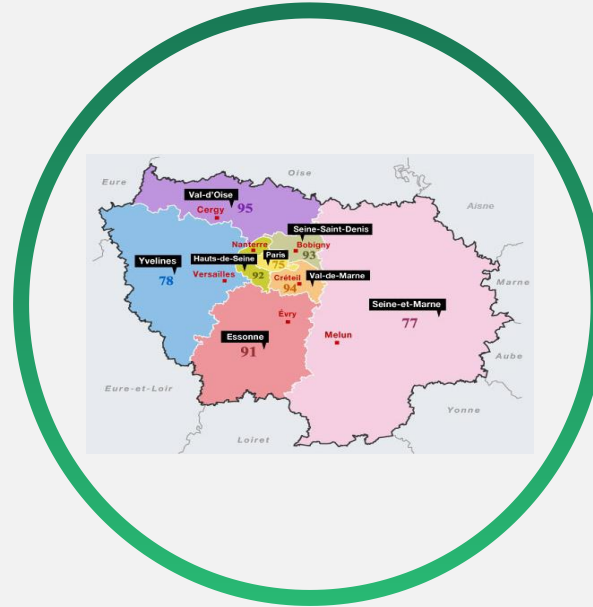 Eure
Oise
Val-d'Oise
95
Cergy
Aisne
Seine-Saint-Denis
Nanterre
Bobigny
93
Yvelines
78
Hauts-de-Seine
Paris
75
92
Versailles
Créteil
94
Val-de-Marne
Marne
Seine-et-Marne
77
Évry
Essonne
91
Melun
Aube
Eure-et-Loir
Yonne
Loiret